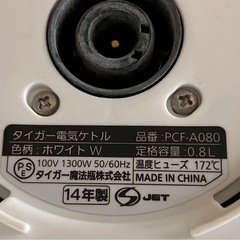 タイガー電気ケトル 品番:PCF-A080
色柄:ホワイト W 定格容量:0.8L
PSE 100V 1300W 50/60Hz 温度ヒューズ 172℃
タイガー魔法瓶株式会社 MADE IN CHINA
14年製 JET